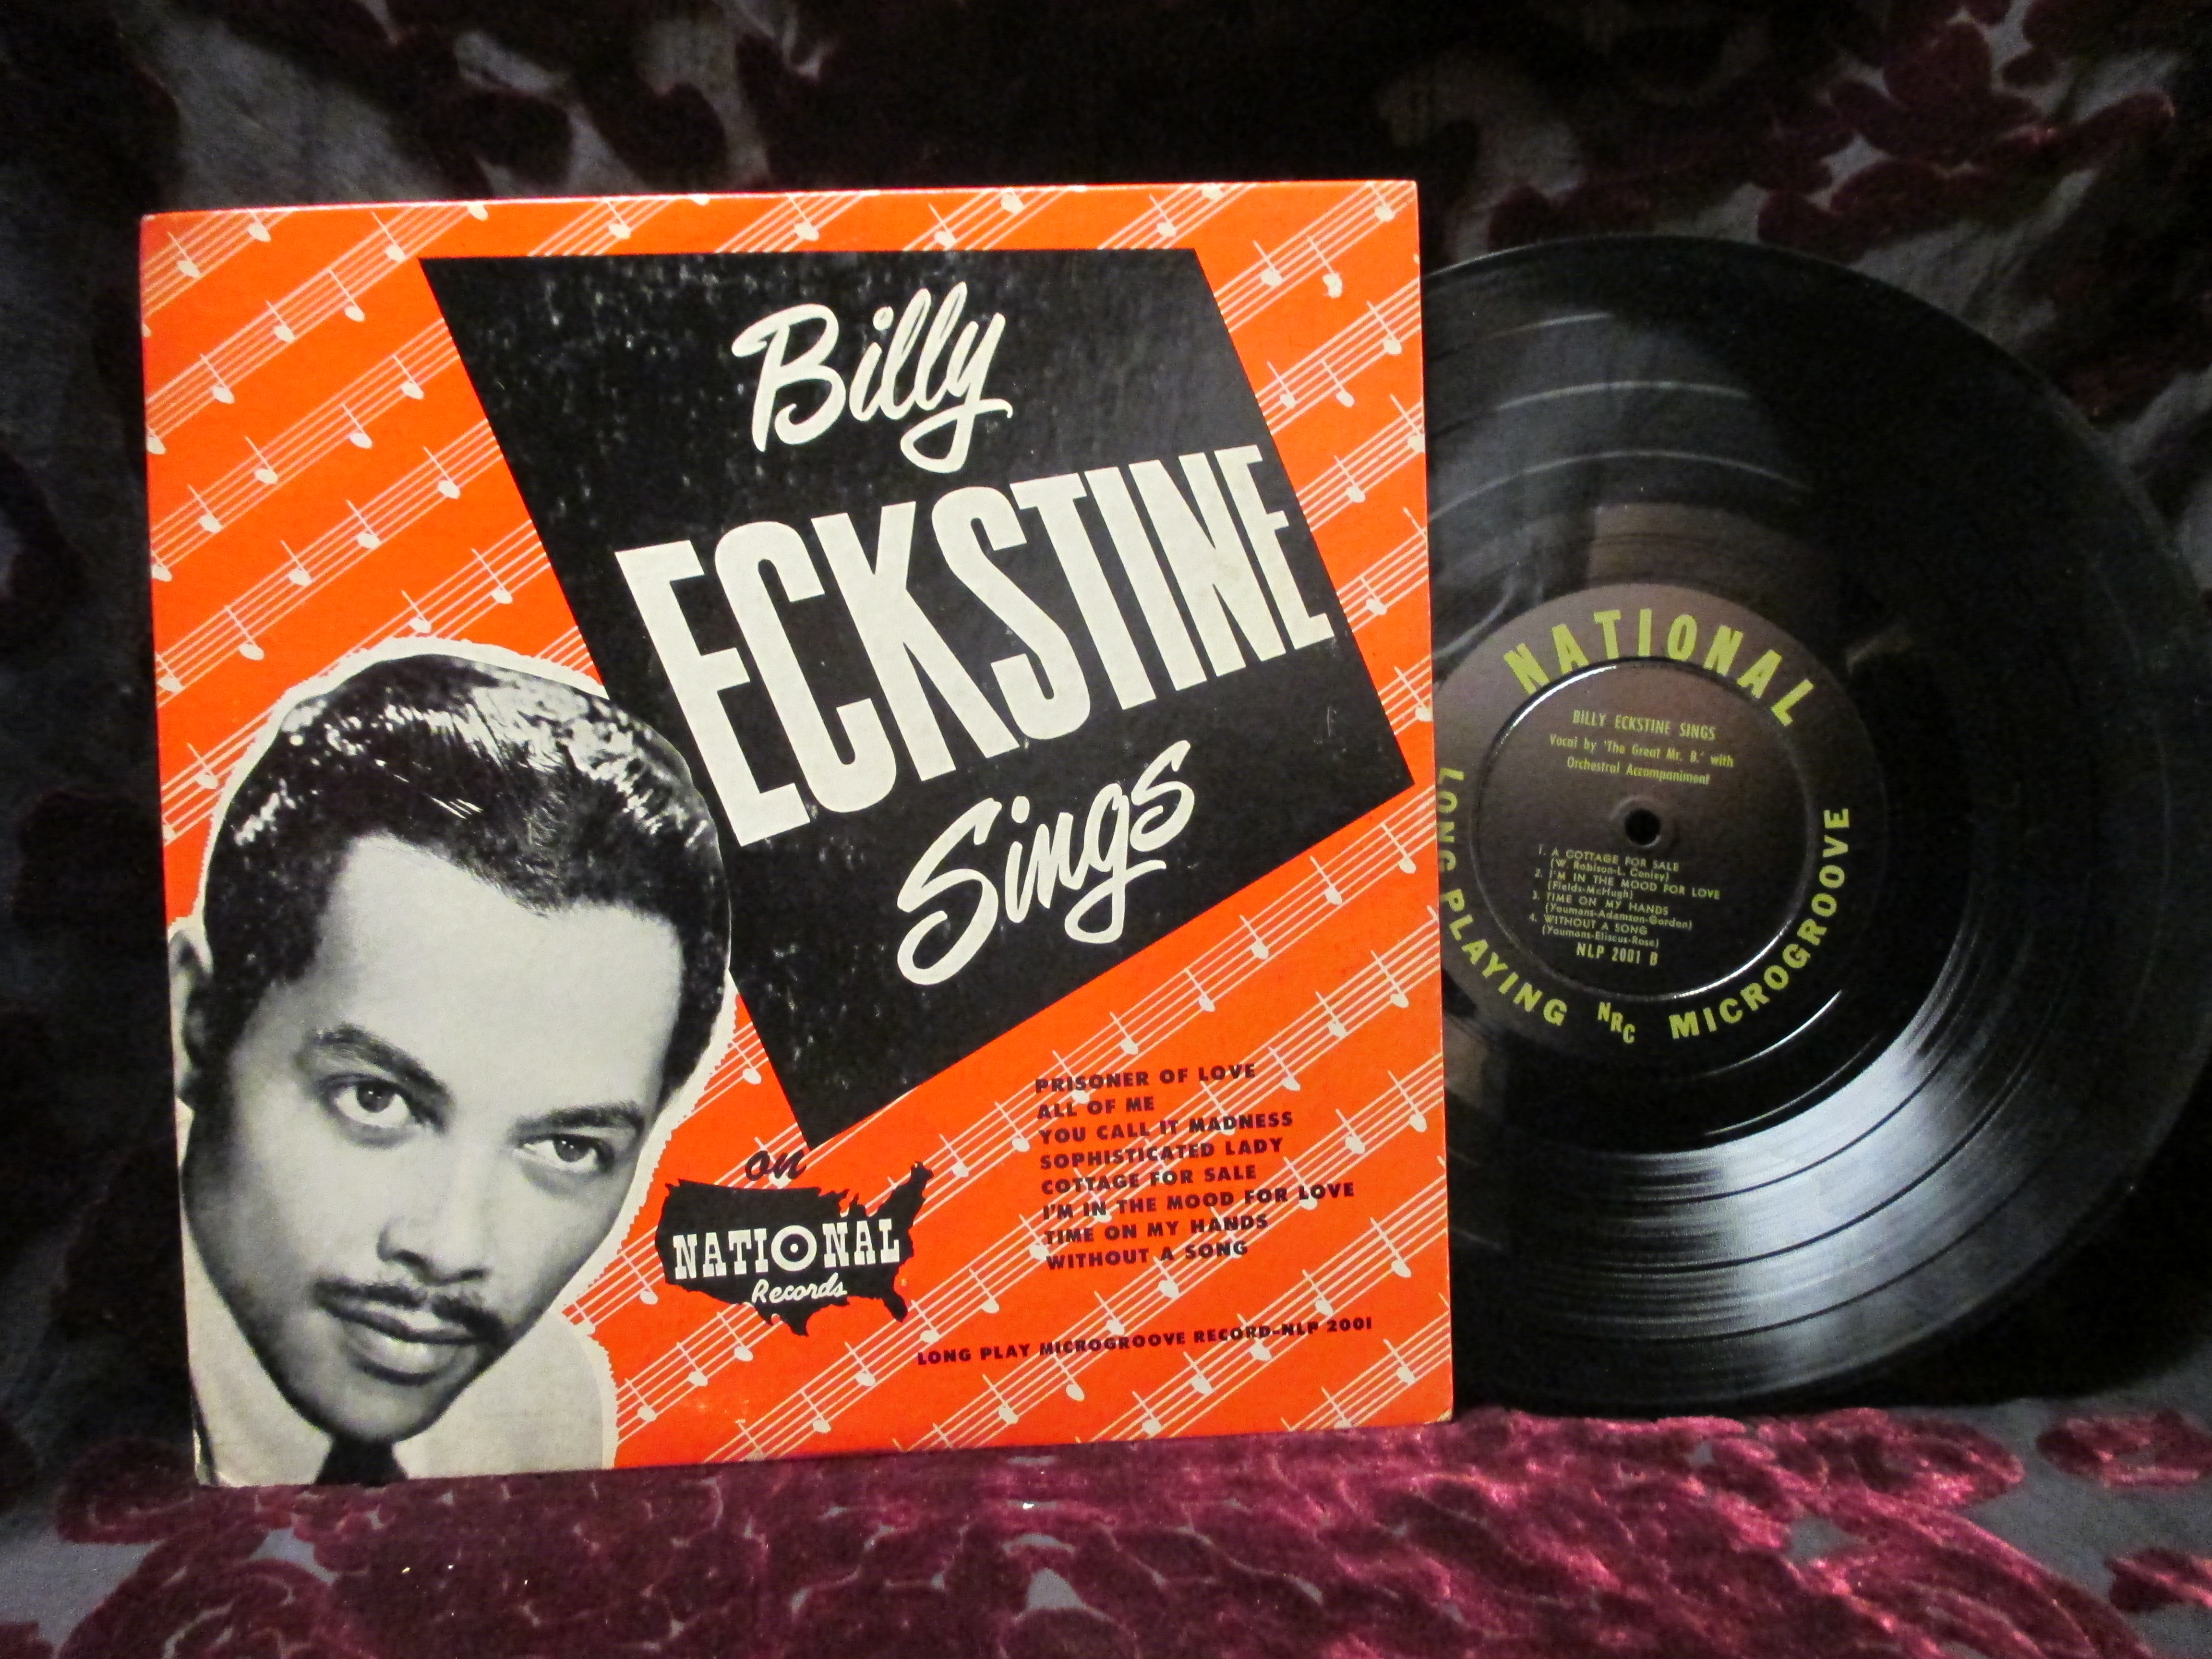 Billy
ECKSTINE
Sings
PRISONER OF LOVE
ALL OF ME
YOU CALL IT MADNESS
SOPHISTICATED LADY
COTTAGE FOR SALE
I'M IN THE MOOD FOR LOVE
TIME ON MY HANDS
WITHOUT A SONG
on
NATIONAL
Records
LONG PLAY MICROGROOVE RECORD-NLP 2001
NATIONAL
BILLY ECKSTINE SINGS
Vocal by 'The Great Mr. B.' with
Orchestral Accompaniment
1. A COTTAGE FOR SALE
(W. Robison-L. Conley)
2. I'M IN THE MOOD FOR LOVE
(Fields-McHugh)
3. TIME ON MY HANDS
(Youmans-Adamson-Gordon)
4. WITHOUT A SONG
(Youmans-Eliscus-Rose)
NLP 2001 B
LONG PLAYING NRC MICROGROOVE